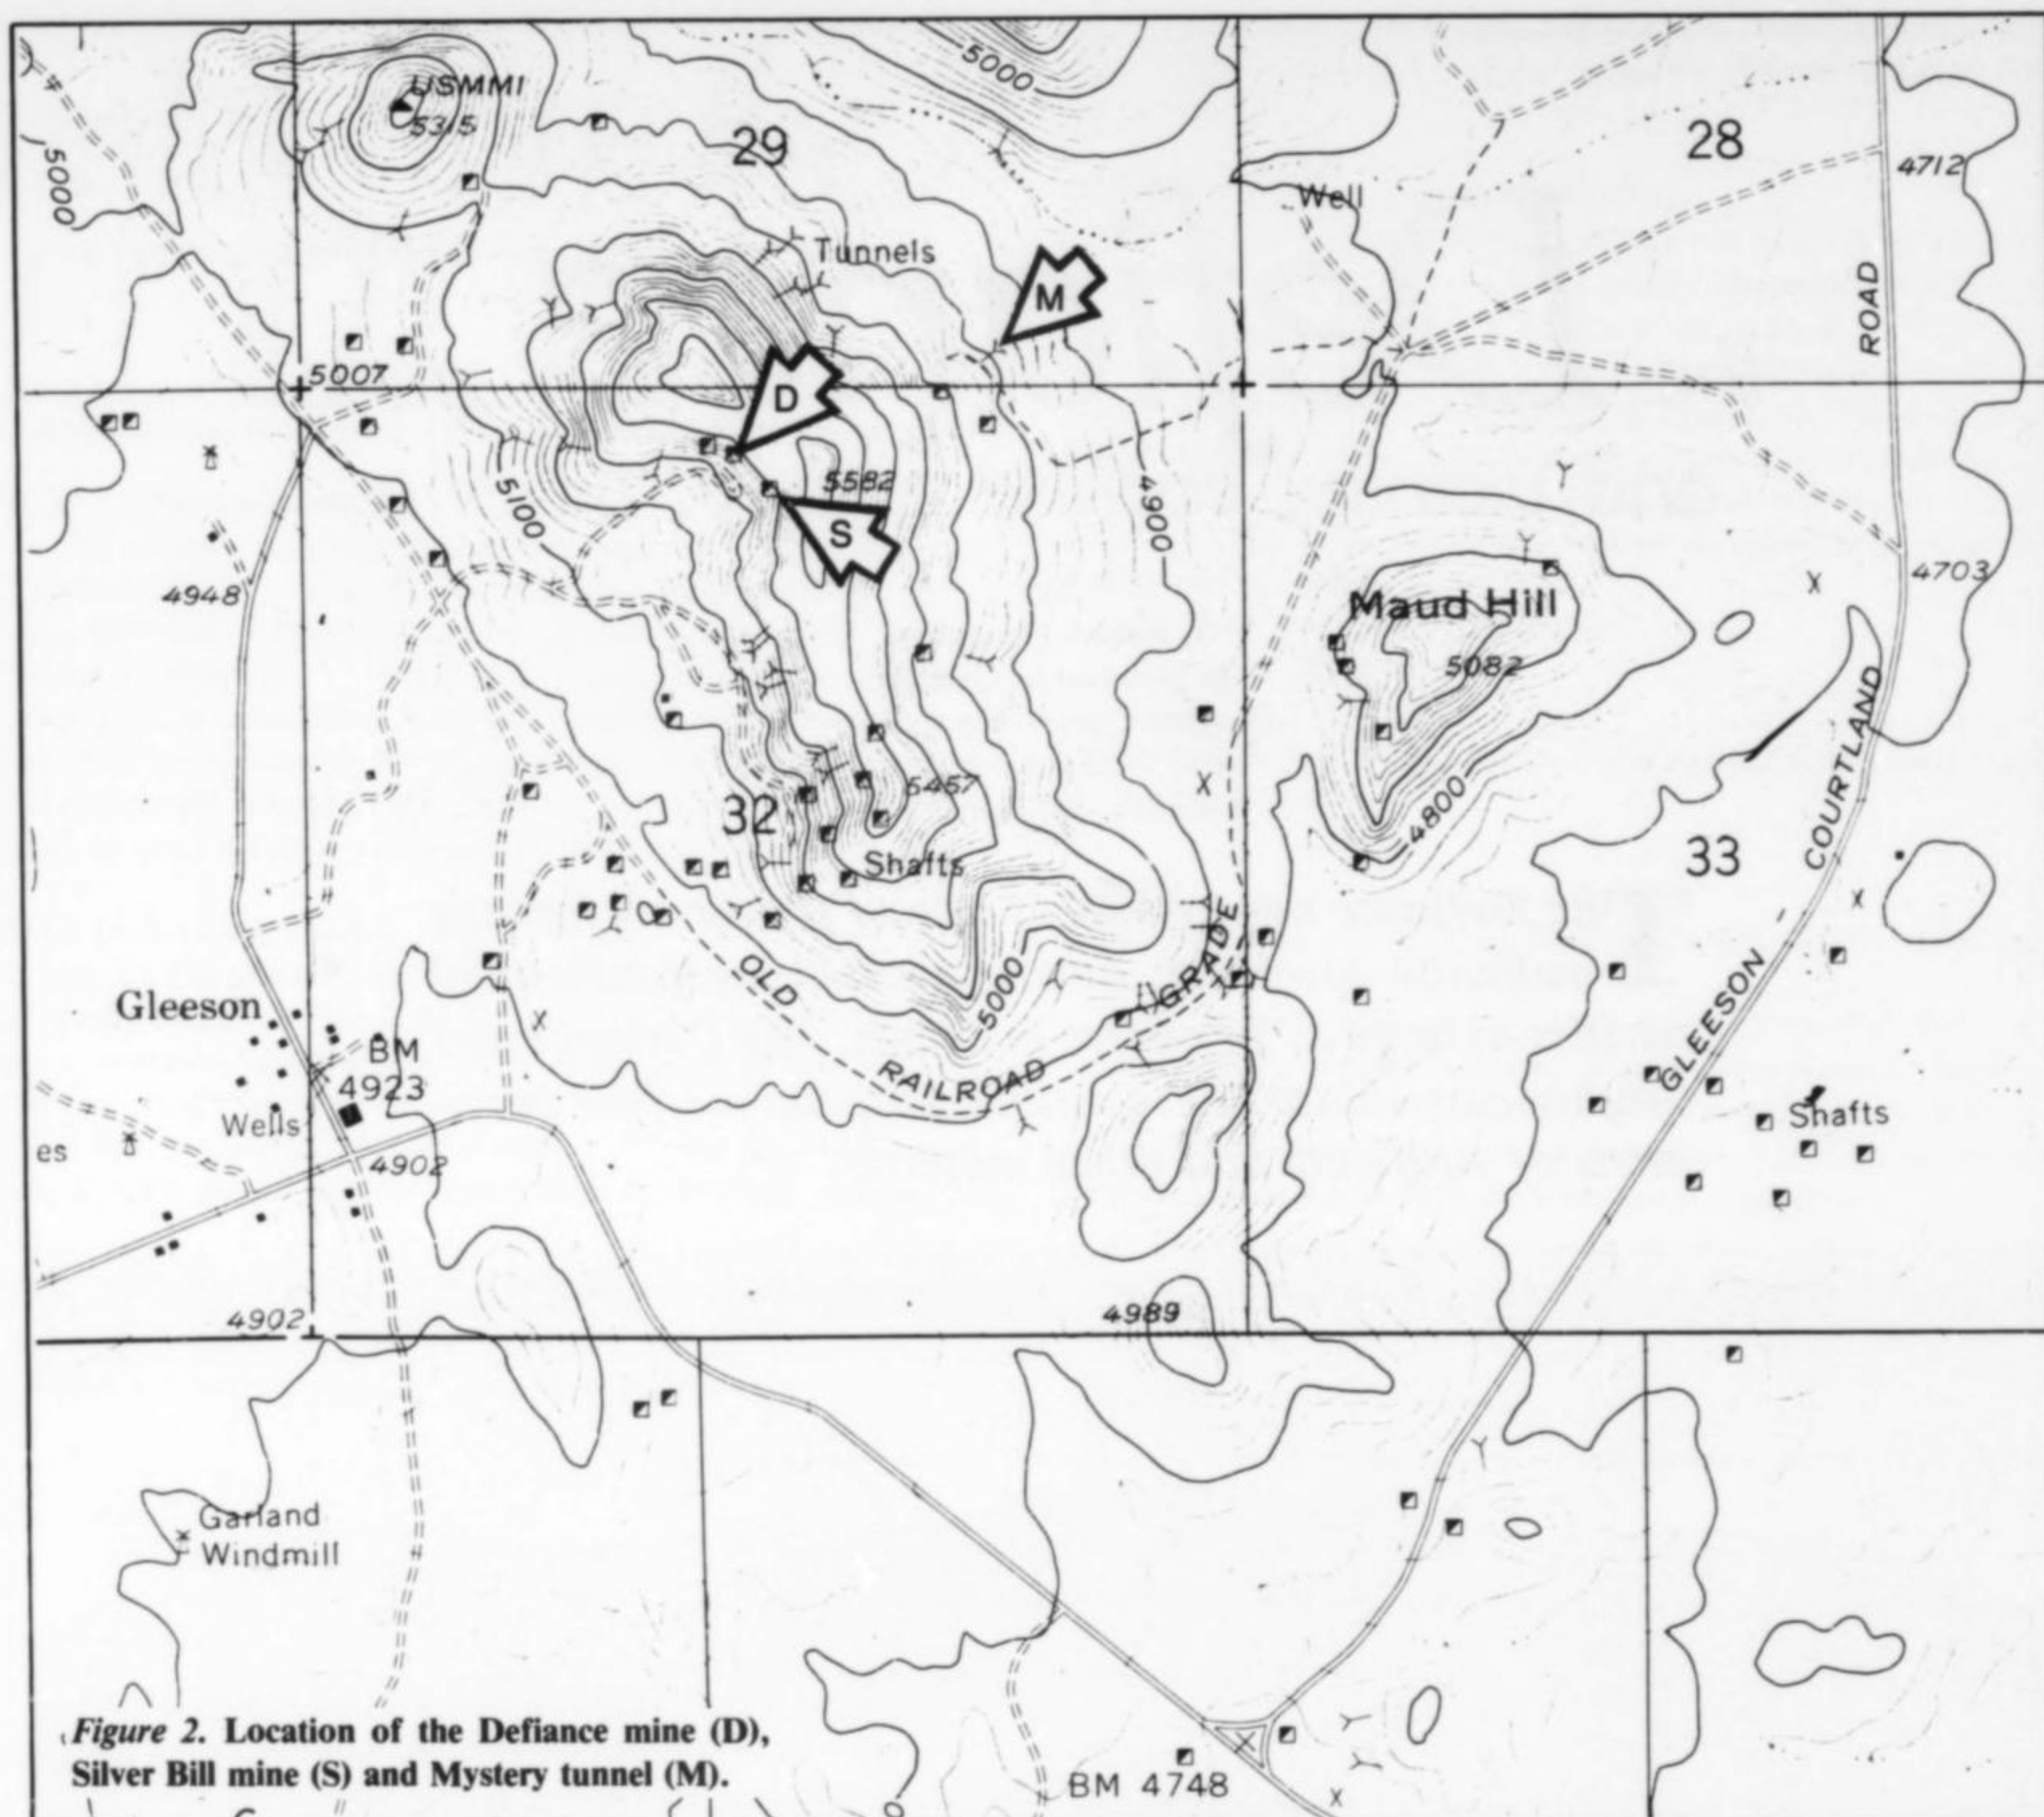 5000
USMMI
5315
29
28
5000
4712
Well
Tunnels
M
ROAD
5007
D
5582
5100
4900
S
4948
4703
Maud Hill
5082
COURTLAND
5457
32
4800
33
Shafts
OLD
GRADE
5000
GLEESON
Gleeson
BM
4923
RAILROAD
Wells
Shafts
es
4902
4902
4989
Garland
Windmill
Figure 2. Location of the Defiance mine (D),
Silver Bill mine (S) and Mystery tunnel (M).
BM 4748